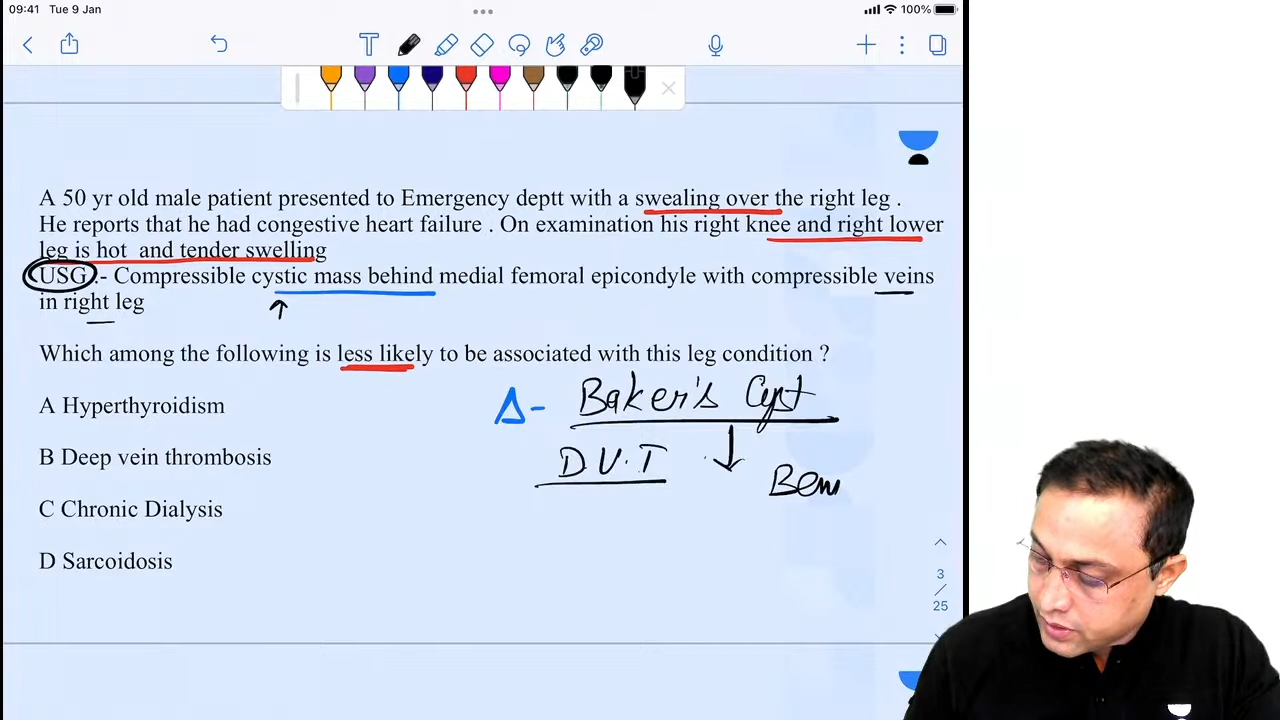 09:41 Tue 9 Jan
100%
T
A 50 yr old male patient presented to Emergency deptt with a swealing over the right leg .
He reports that he had congestive heart failure . On examination his right knee and right lower
leg is hot and tender swelling
USG .- Compressible cystic mass behind medial femoral epicondyle with compressible veins
in right leg
Which among the following is less likely to be associated with this leg condition ?
A Hyperthyroidism
Δ- Baker's Cyst
B Deep vein thrombosis
D.V.T
C Chronic Dialysis
D Sarcoidosis
3
/
25